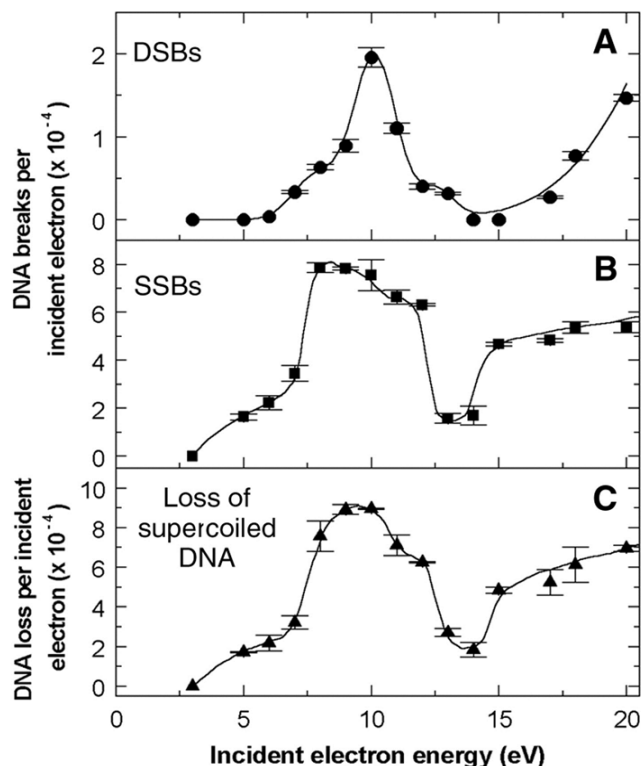 A
DSBs
2
1
0
DNA breaks per
incident electron (x 10⁻⁴)
B
SSBs
8
6
4
2
0
C
Loss of
supercoiled
DNA
10
8
6
4
2
0
DNA loss per incident
electron (x 10⁻⁴)
0 5 10 15 20
Incident electron energy (eV)